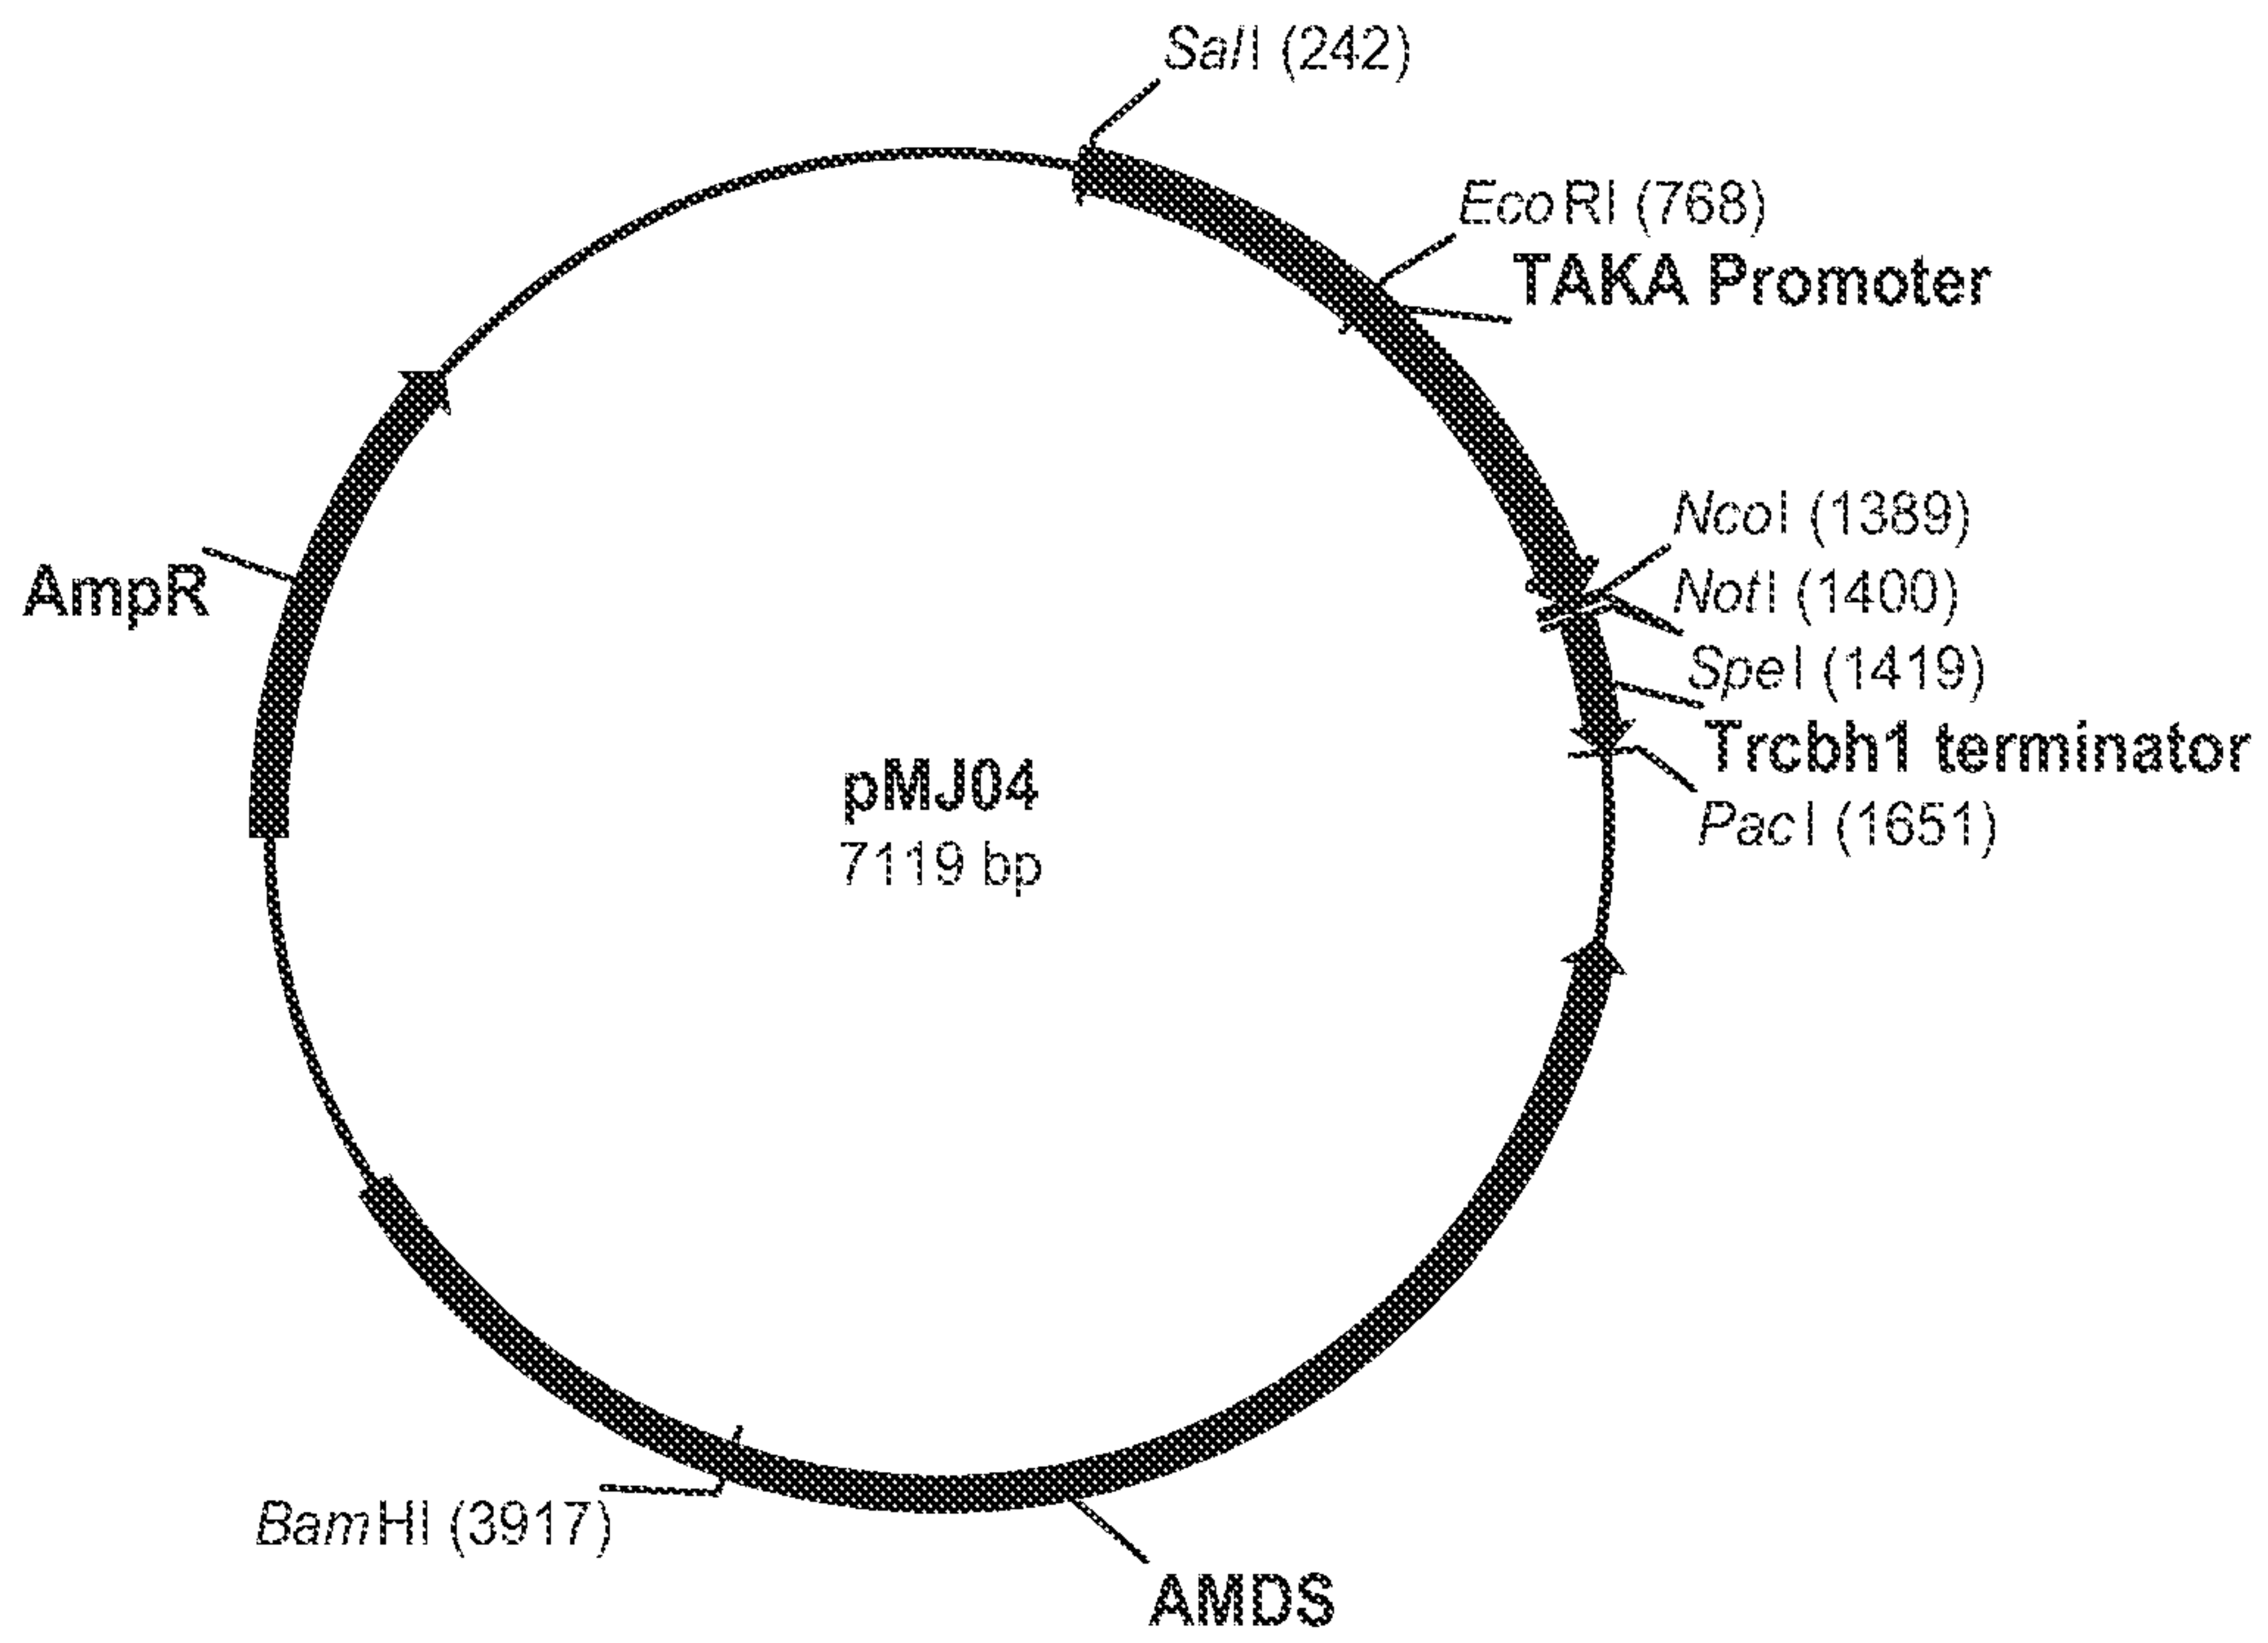 SalI (242)
EcoRI (768)
TAKA Promoter
NcoI (1389)
NotI (1400)
SpeI (1419)
Trcbh1 terminator
PacI (1651)
AmpR
pMJ04
7119 bp
BamHI (3917)
AMDS